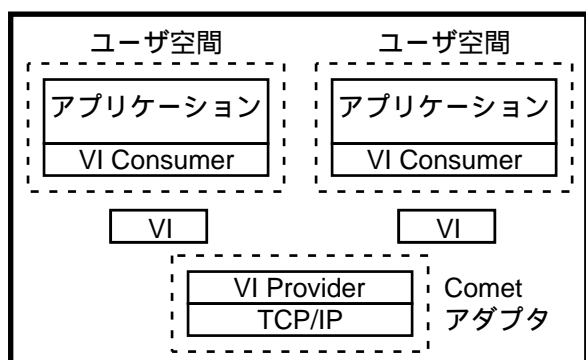 ユーザ空間 ユーザ空間
アプリケーション アプリケーション
VI Consumer VI Consumer
VI VI
VI Provider Comet
TCP/IP アダプタ